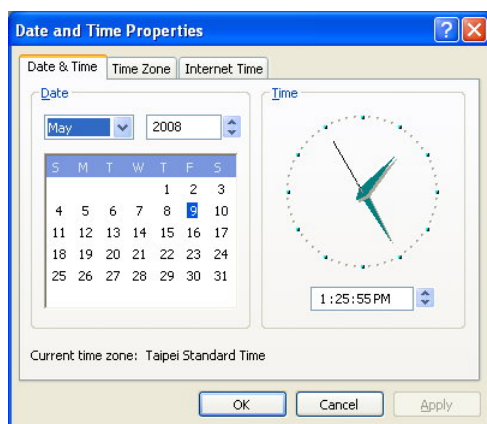 Date and Time Properties
Date & Time Time Zone Internet Time
Date
May 2008
S M T W T F S
1 2 3
4 5 6 7 8 9 10
11 12 13 14 15 16 17
18 19 20 21 22 23 24
25 26 27 28 29 30 31
Time
1:25:55 PM
Current time zone: Taipei Standard Time
OK Cancel Apply